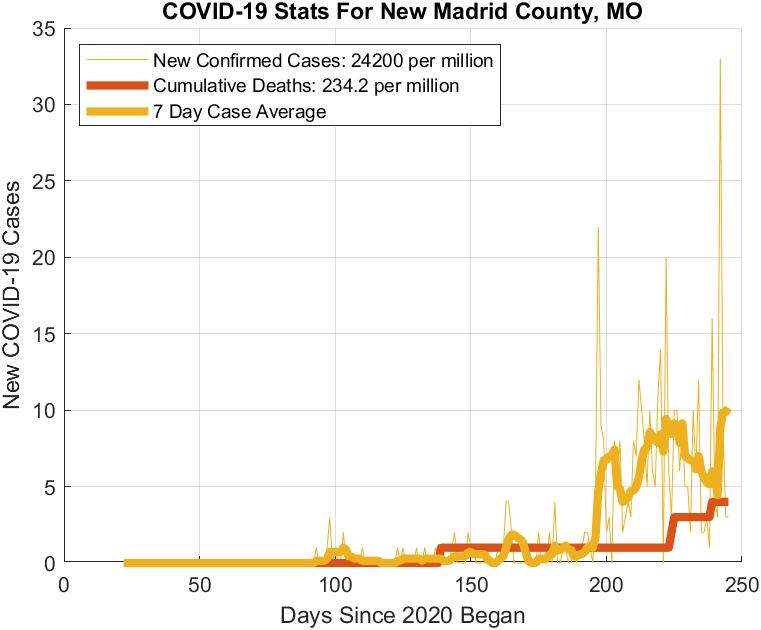 COVID-19 Stats For New Madrid County, MO
35
30
25
20
15
10
5
0
New COVID-19 Cases
New Confirmed Cases: 24200 per million
Cumulative Deaths: 234.2 per million
7 Day Case Average
0 50 100 150 200 250
Days Since 2020 Began